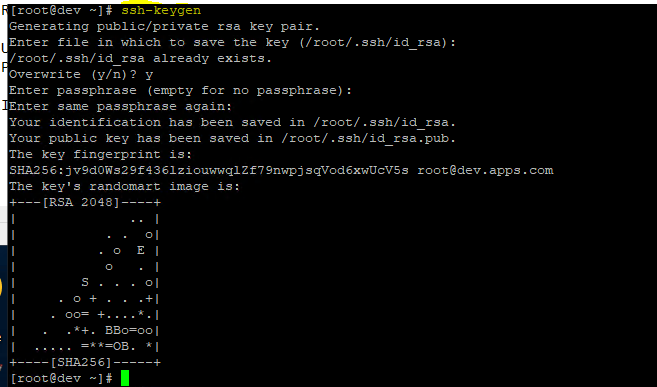 [root@dev ~]# ssh-keygen
Generating public/private rsa key pair.
Enter file in which to save the key (/root/.ssh/id_rsa):
/root/.ssh/id_rsa already exists.
Overwrite (y/n)? y
Enter passphrase (empty for no passphrase):
Enter same passphrase again:
Your identification has been saved in /root/.ssh/id_rsa.
Your public key has been saved in /root/.ssh/id_rsa.pub.
The key fingerprint is:
SHA256:jv9d0Ws29f436lziouwwqlZf79nwpjsqVod6xwUcV5s root@dev.apps.com
The key's randomart image is:
+---[RSA 2048]----+
|              .. |
|           . .  o|
|          . o  E |
|           o   . |
|        S . . . o|
|     . o + . . .+|
|    . oo= +....*.|
|   .  .*+. BBo=oo|
|  ..... =**=OB. *|
+----[SHA256]-----+
[root@dev ~]#